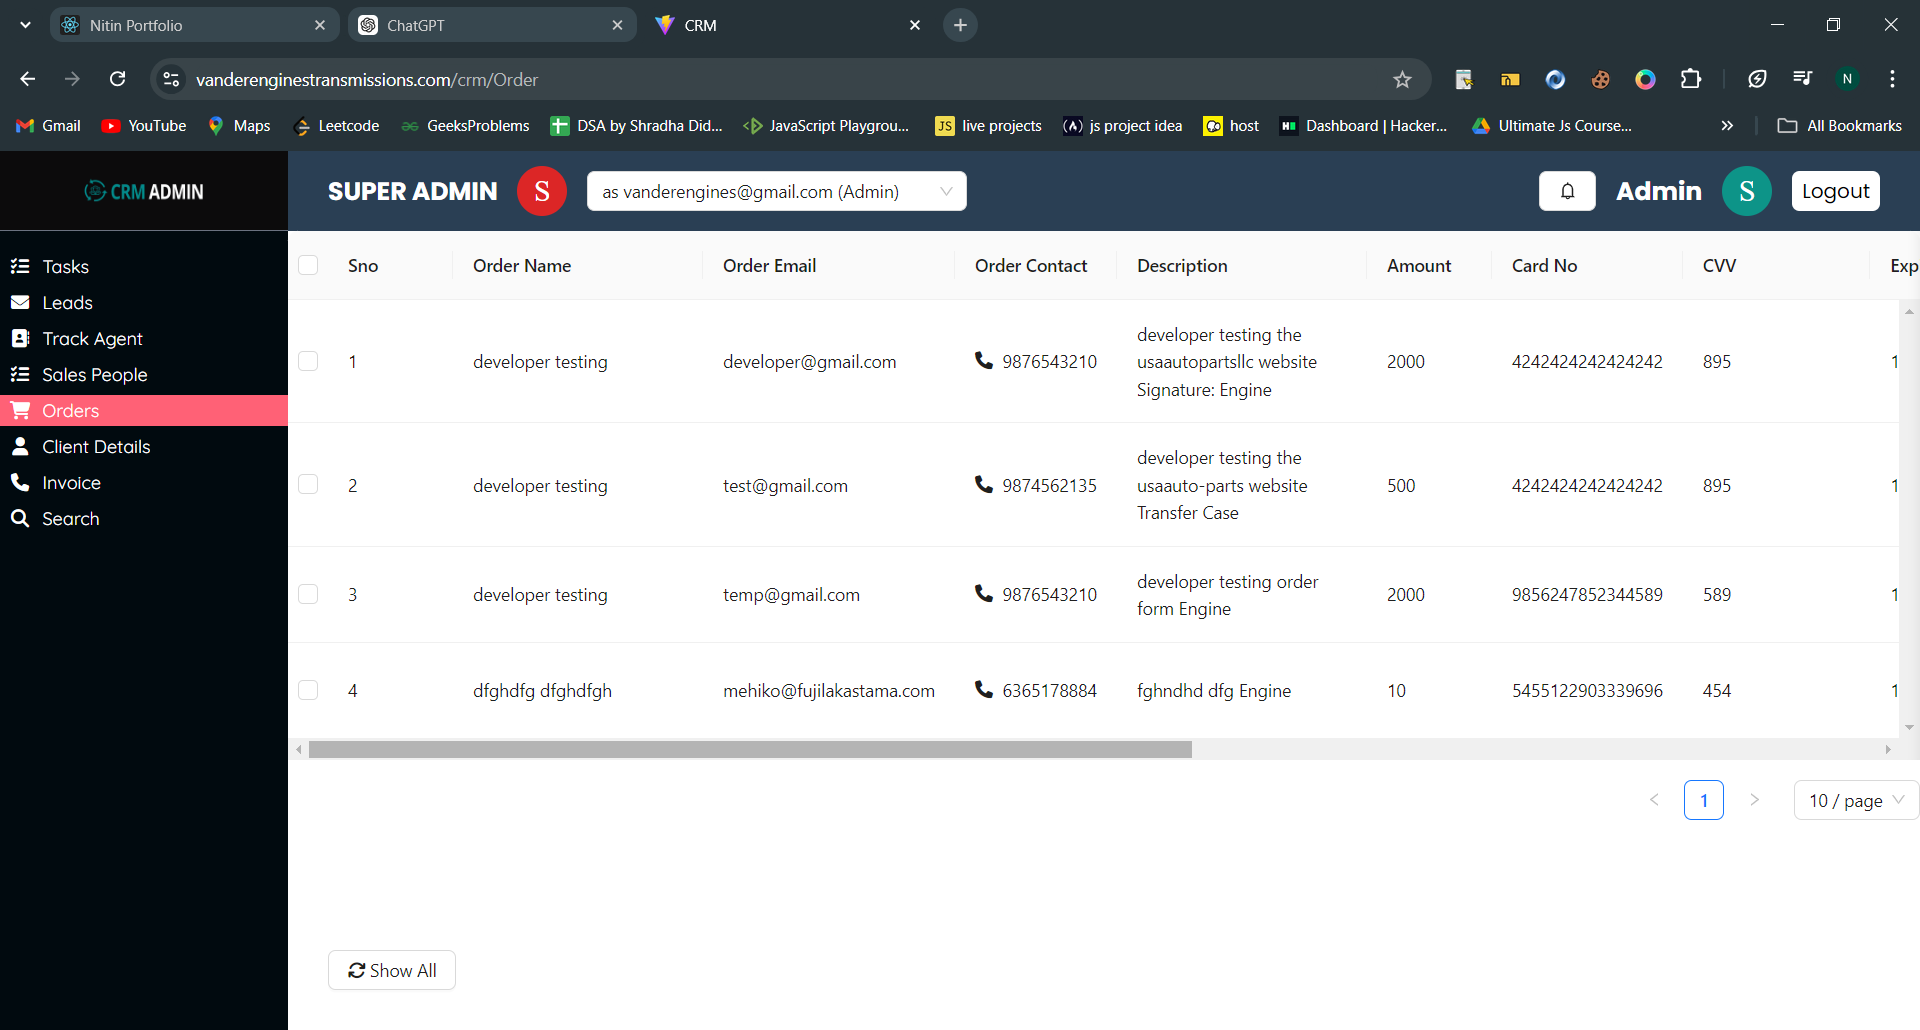 Nitin Portfolio
ChatGPT
CRM
vanderenginestransmissions.com/crm/Order
N
Gmail
YouTube
Maps
Leetcode
GeeksProblems
DSA by Shradha Did...
JavaScript Playgrou...
JS
live projects
js project idea
host
Dashboard | Hacker...
Ultimate Js Course...
All Bookmarks
CRM ADMIN
SUPER ADMIN
S
as vanderengines@gmail.com (Admin)
Admin
S
Logout
Tasks
Leads
Track Agent
Sales People
Orders
Client Details
Invoice
Search
Sno Order Name Order Email Order Contact Description Amount Card No CVV Exp
1 developer testing developer@gmail.com 9876543210 developer testing the
usaautopartsllc website
Signature: Engine
2000 4242424242424242 895 1
2 developer testing test@gmail.com 9874562135 developer testing the
usaauto-parts website
Transfer Case
500 4242424242424242 895 1
3 developer testing temp@gmail.com 9876543210 developer testing order
form Engine
2000 9856247852344589 589 1
4 dfghdfg dfghdfgh mehiko@fujilakastama.com 6365178884 fghndhd dfg Engine 10 5455122903339696 454 1
1
10 / page
Show All